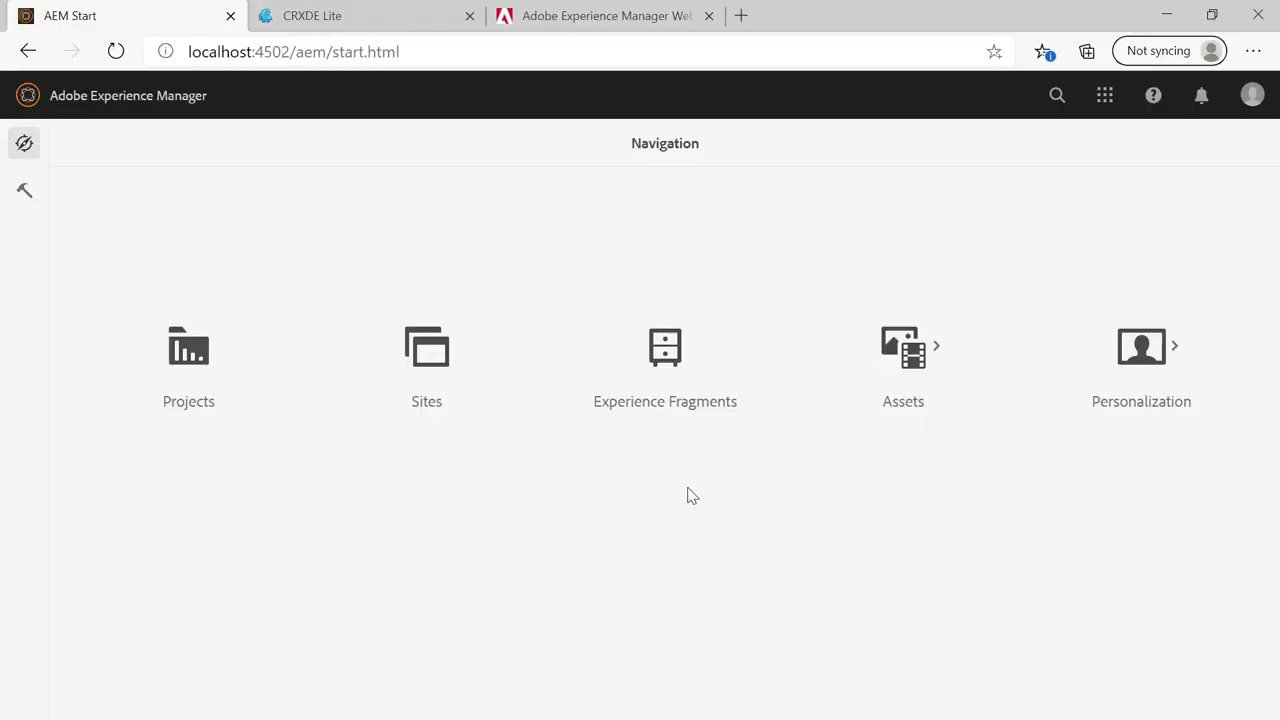 AEM Start
CRXDE Lite
Adobe Experience Manager Web
localhost:4502/aem/start.html
Not syncing
Adobe Experience Manager
Navigation
Projects
Sites
Experience Fragments
Assets
Personalization